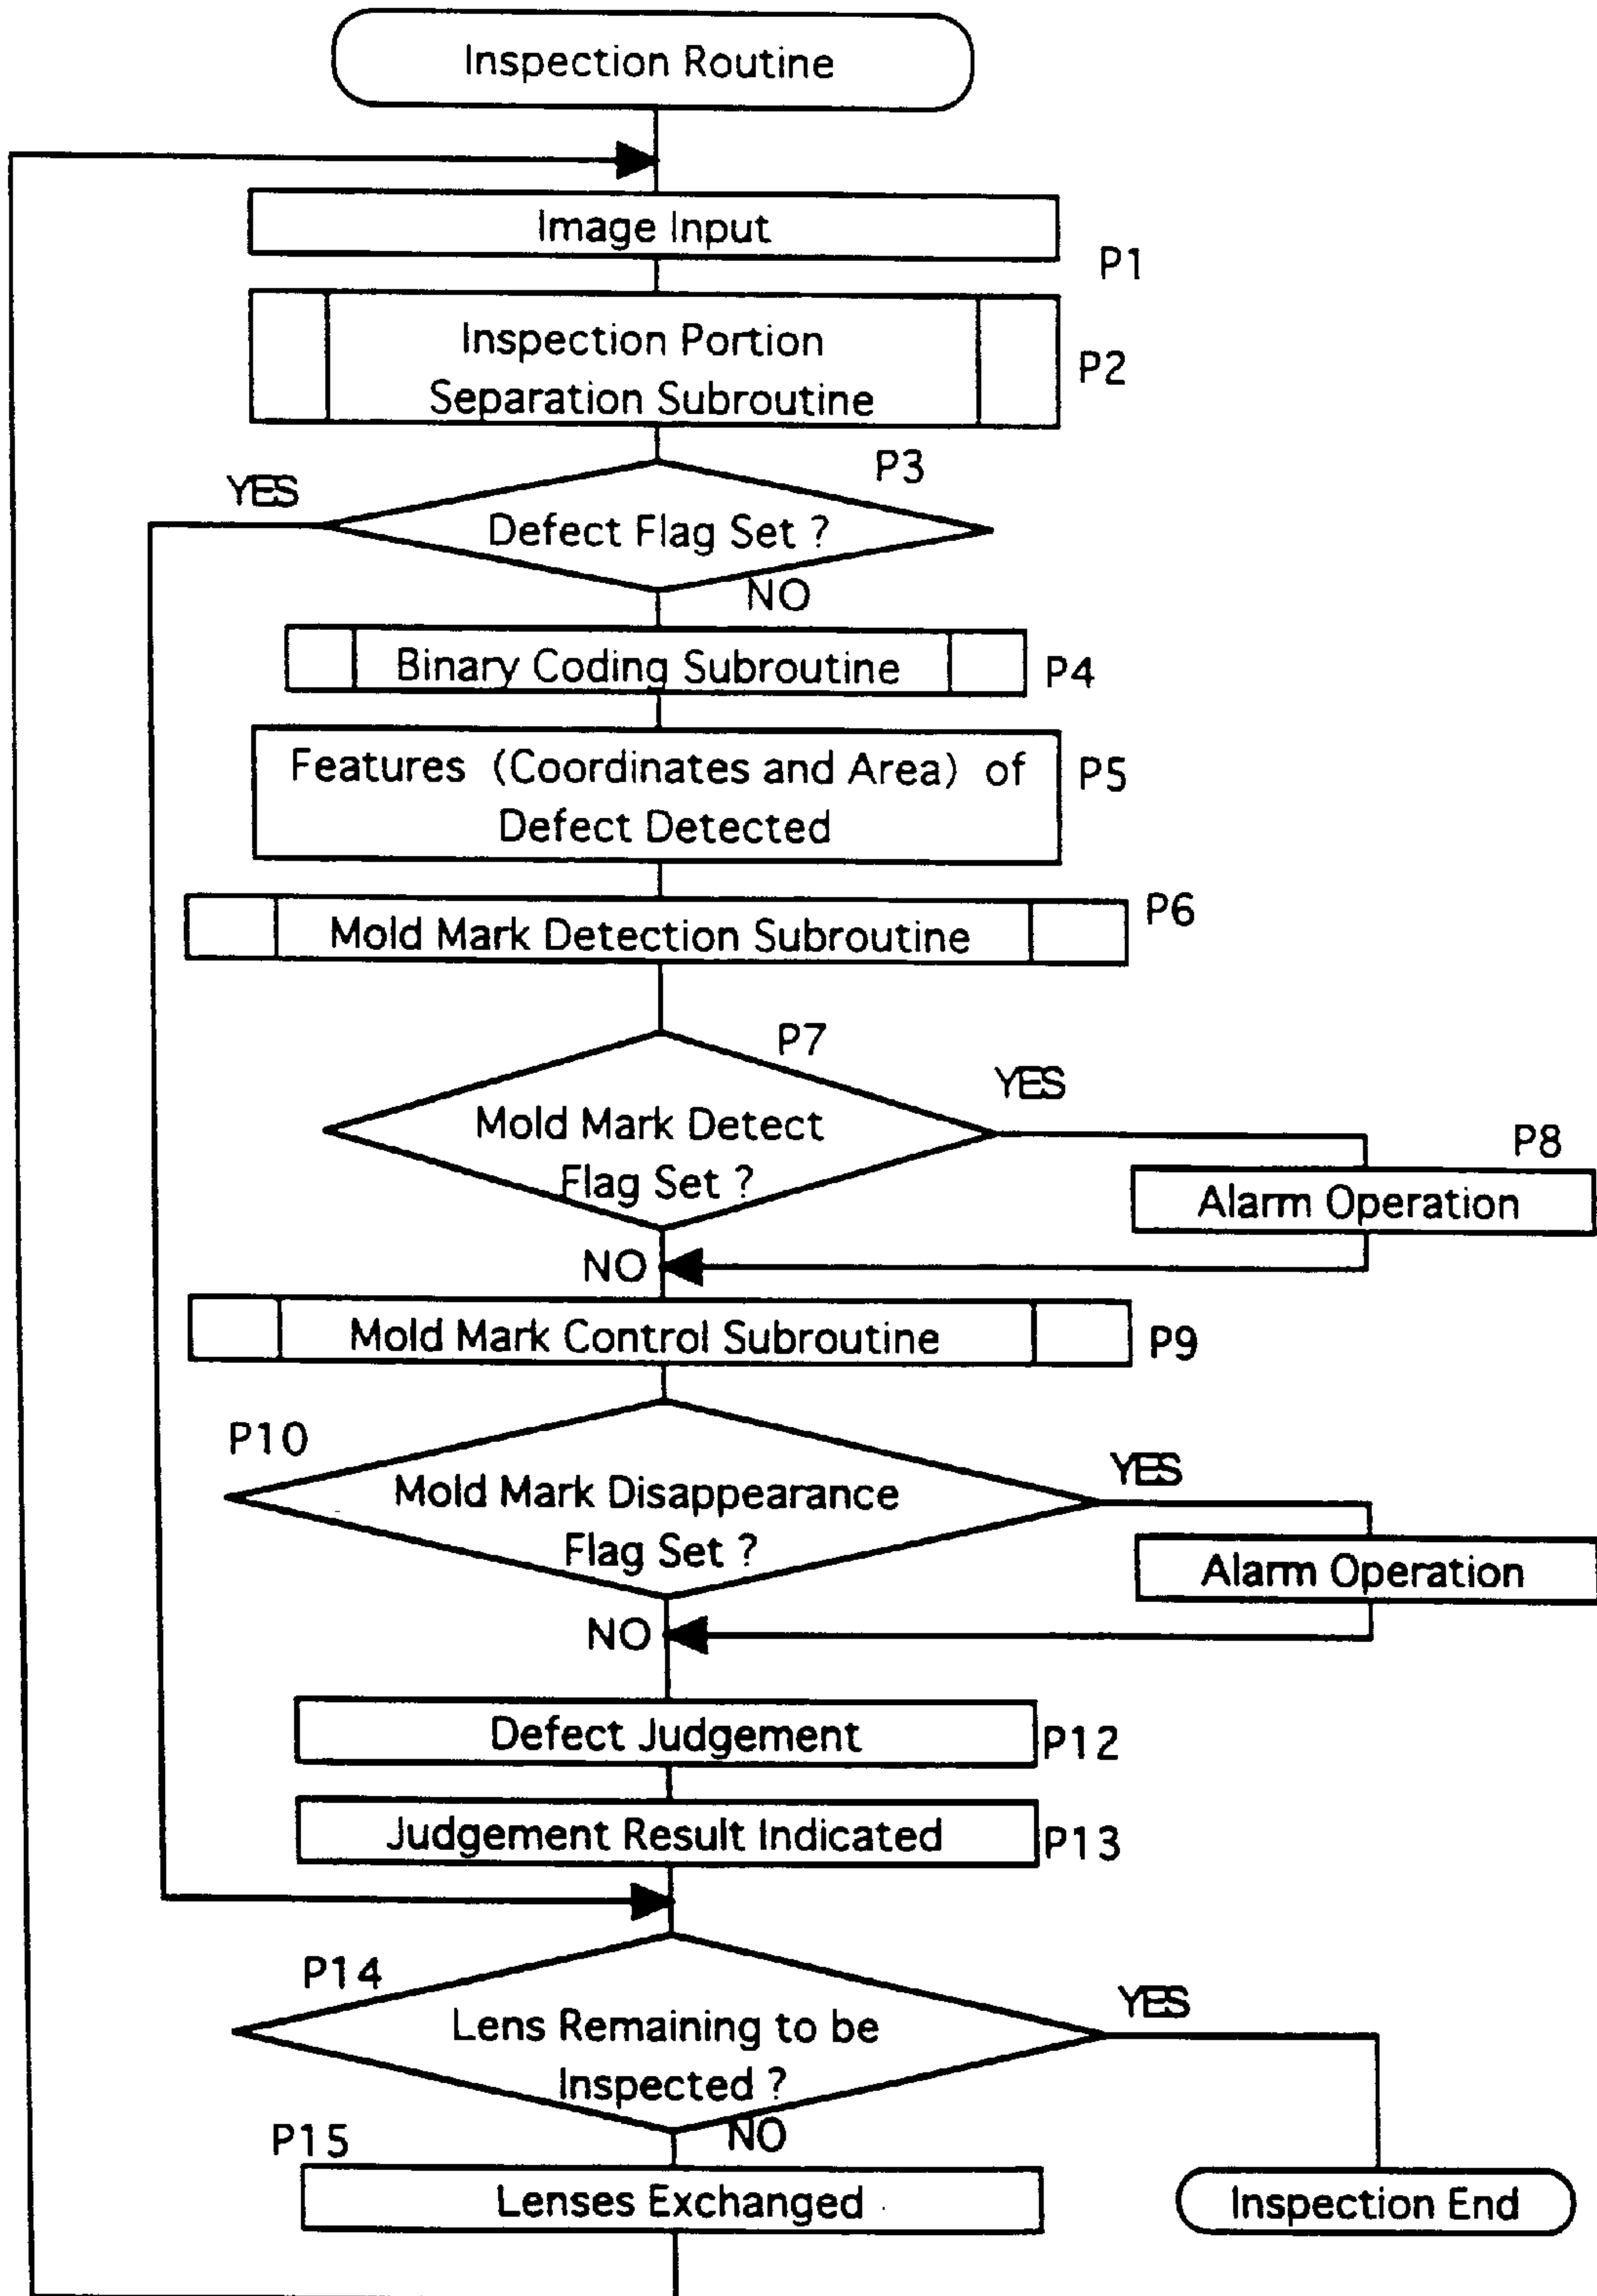 Inspection Routine
Image Input
P1
Inspection Portion
Separation Subroutine
P2
P3
YES
Defect Flag Set ?
NO
Binary Coding Subroutine
P4
Features (Coordinates and Area) of
Defect Detected
P5
Mold Mark Detection Subroutine
P6
P7
YES
Mold Mark Detect
Flag Set ?
P8
Alarm Operation
NO
Mold Mark Control Subroutine
P9
P10
YES
Mold Mark Disappearance
Flag Set ?
Alarm Operation
NO
Defect Judgement
P12
Judgement Result Indicated
P13
P14
YES
Lens Remaining to be
Inspected ?
NO
P15
Lenses Exchanged
Inspection End